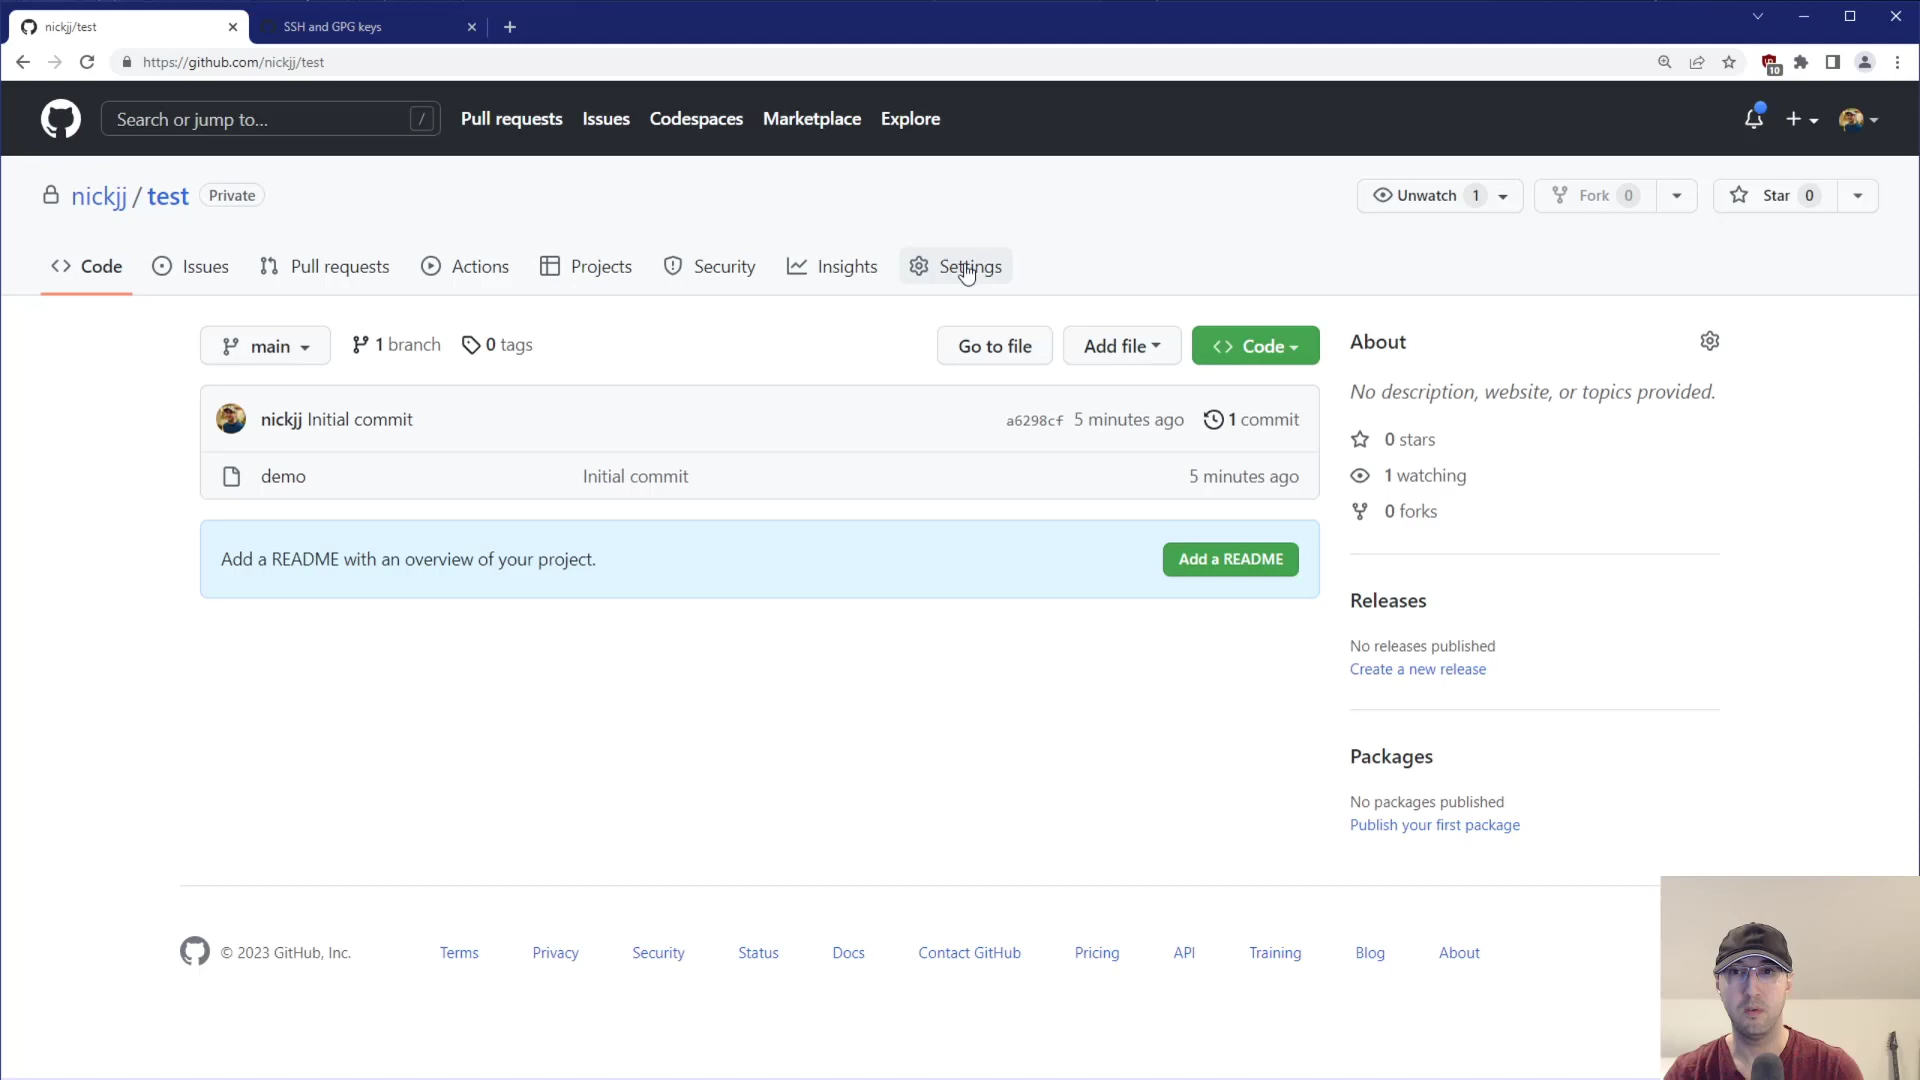 nickjj/test
SSH and GPG keys
https://github.com/nickjj/test
10
Search or jump to...
/
Pull requests
Issues
Codespaces
Marketplace
Explore
nickjj / test
Private
Unwatch 1
Fork 0
Star 0
Code
Issues
Pull requests
Actions
Projects
Security
Insights
Settings
main
1 branch
0 tags
Go to file
Add file
Code
nickjj Initial commit
a6298cf 5 minutes ago
1 commit
demo
Initial commit
5 minutes ago
Add a README with an overview of your project.
Add a README
About
No description, website, or topics provided.
0 stars
1 watching
0 forks
Releases
No releases published
Create a new release
Packages
No packages published
Publish your first package
© 2023 GitHub, Inc.
Terms
Privacy
Security
Status
Docs
Contact GitHub
Pricing
API
Training
Blog
About